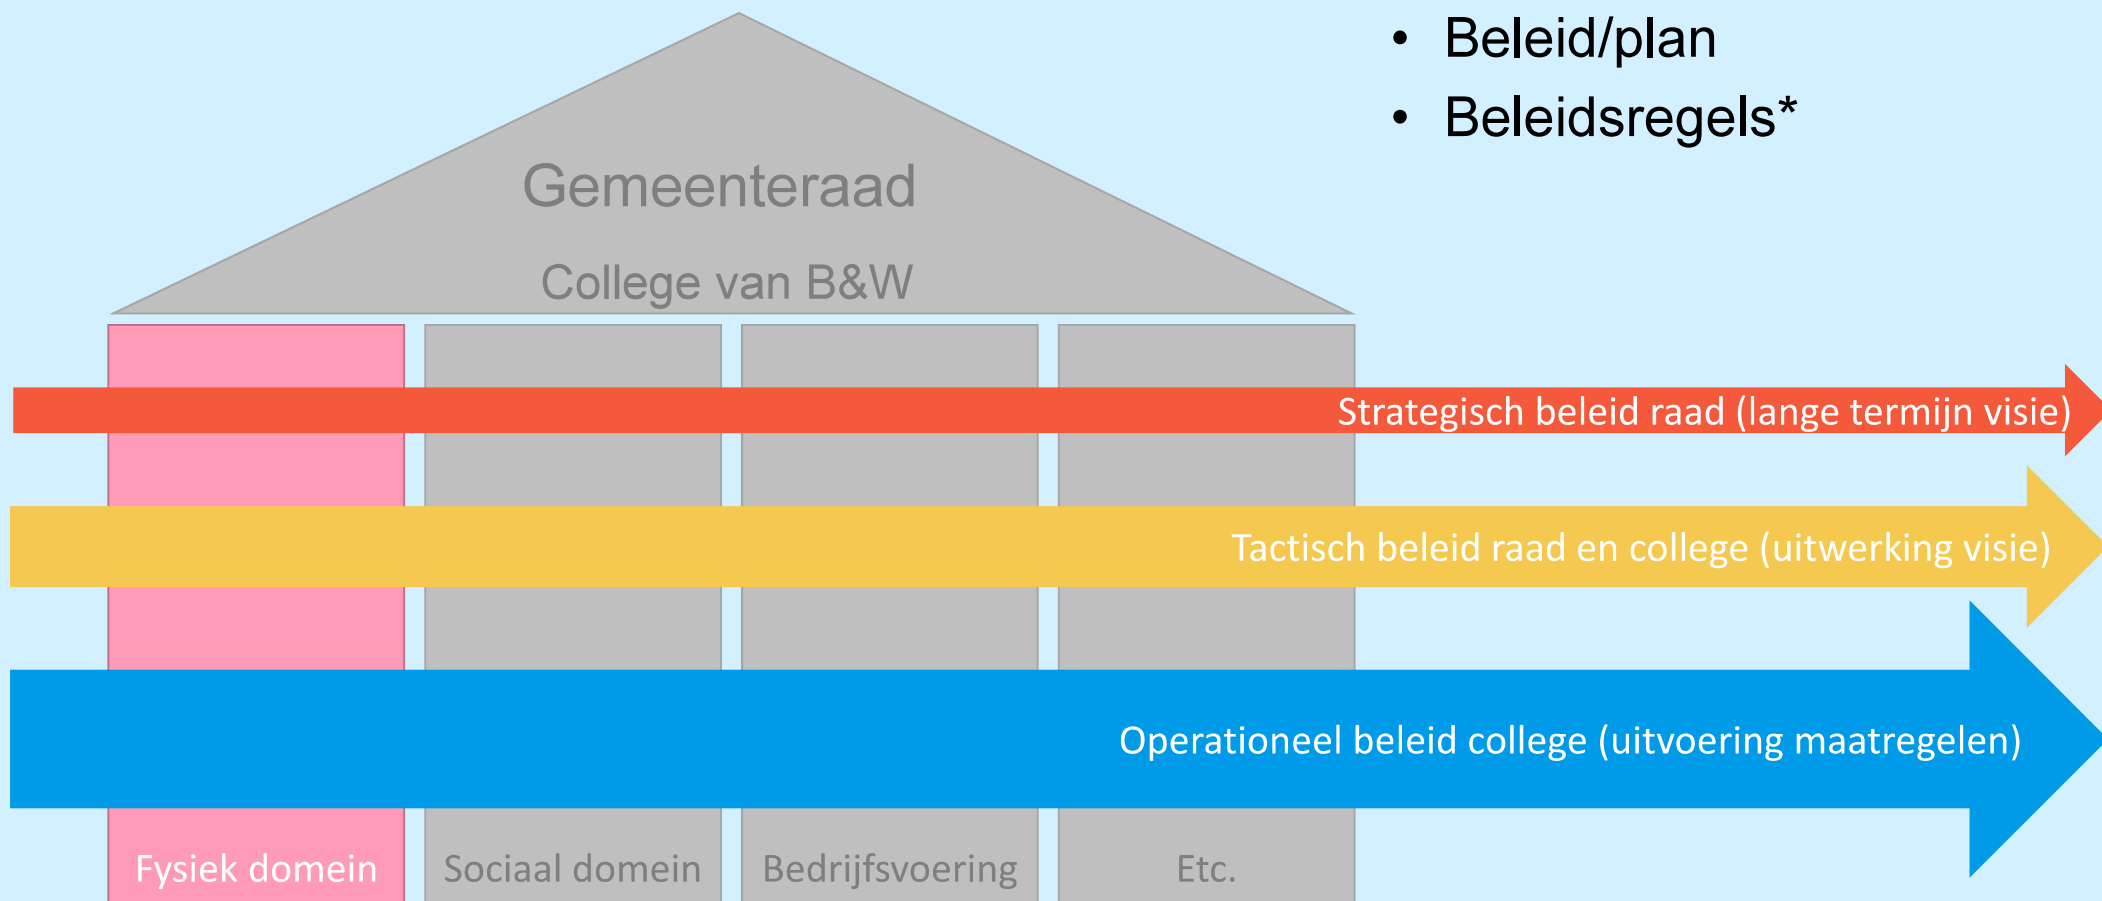 • Beleid/plan
• Beleidsregels*
Gemeenteraad
College van B&W
Strategisch beleid raad (lange termijn visie)
Tactisch beleid raad en college (uitwerking visie)
Operationeel beleid college (uitvoering maatregelen)
Fysiek domein
Sociaal domein
Bedrijfsvoering
Etc.